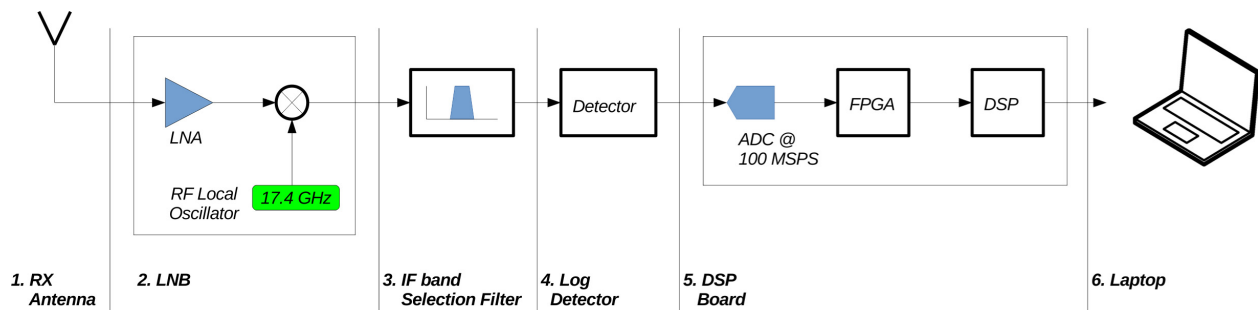 LNA
RF Local
Oscillator
17.4 GHz
Detector
ADC @
100 MSPS
FPGA
DSP
1. RX
Antenna
2. LNB
3. IF band
Selection Filter
4. Log
Detector
5. DSP
Board
6. Laptop